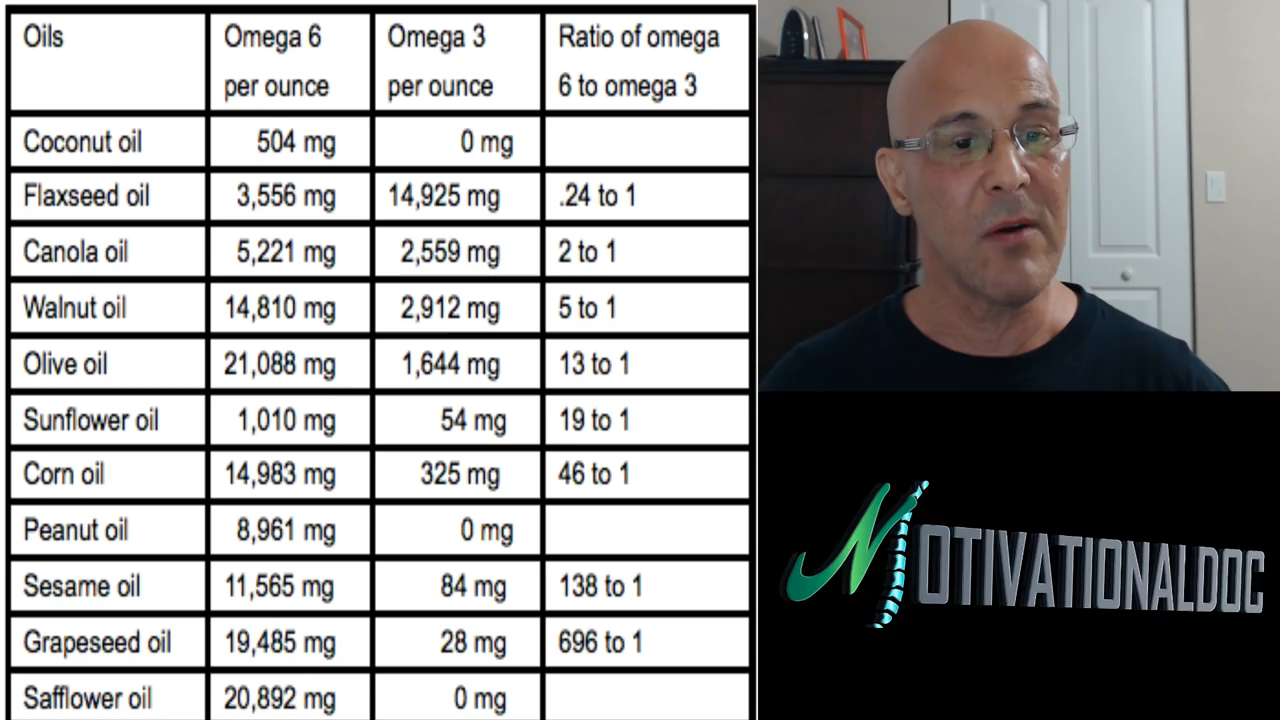 Oils Omega 6 per ounce Omega 3 per ounce Ratio of omega 6 to omega 3
Coconut oil 504 mg 0 mg
Flaxseed oil 3,556 mg 14,925 mg .24 to 1
Canola oil 5,221 mg 2,559 mg 2 to 1
Walnut oil 14,810 mg 2,912 mg 5 to 1
Olive oil 21,088 mg 1,644 mg 13 to 1
Sunflower oil 1,010 mg 54 mg 19 to 1
Corn oil 14,983 mg 325 mg 46 to 1
Peanut oil 8,961 mg 0 mg
Sesame oil 11,565 mg 84 mg 138 to 1
Grapeseed oil 19,485 mg 28 mg 696 to 1
Safflower oil 20,892 mg 0 mg
MOTIVATIONALDOC